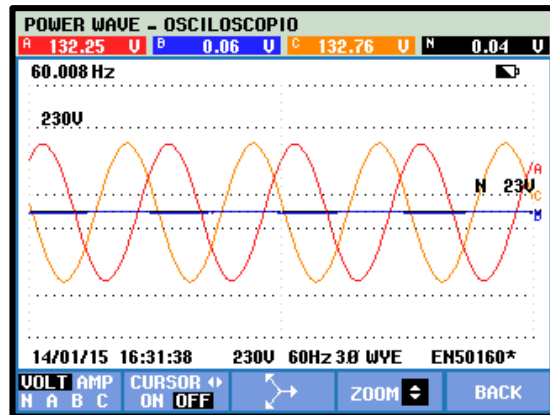 POWER WAVE - OSCILOSCOPIO
A 132.25 V B 0.06 V C 132.76 V N 0.04 V
60.008 Hz
230V
A
N 23V
C
B
14/01/15 16:31:38 230V 60Hz 3Ø WYE EN50160*
VOLT AMP CURSOR ZOOM BACK
N A B C ON OFF